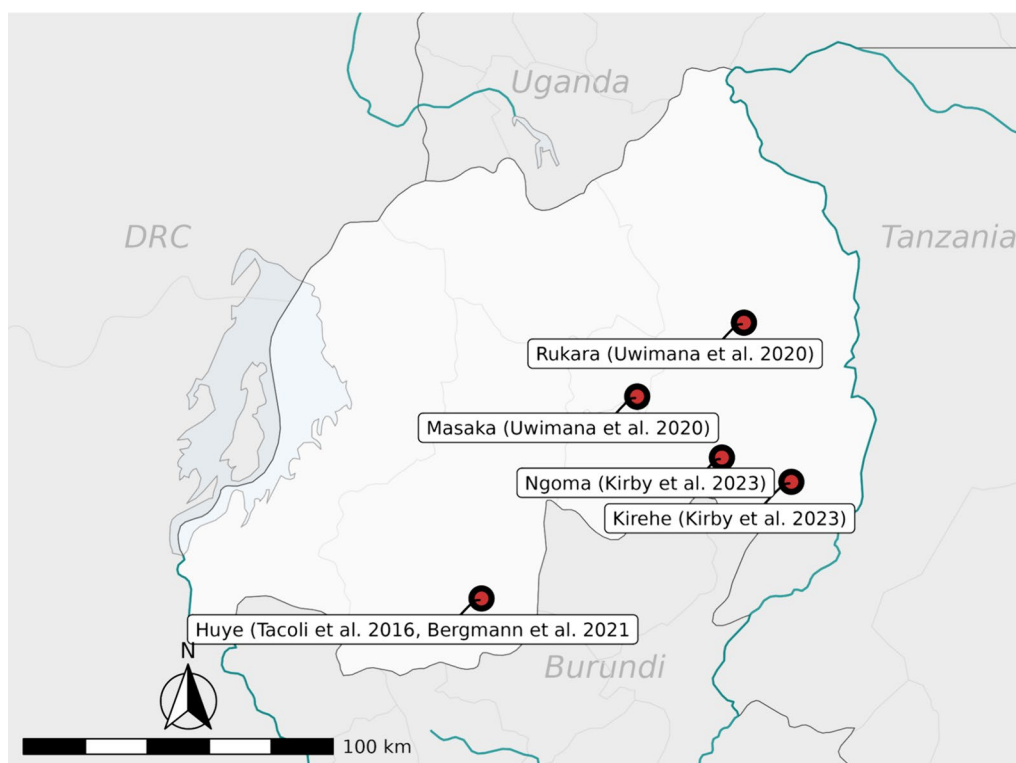 Uganda
DRC
Tanzania
Rukara (Uwimana et al. 2020)
Masaka (Uwimana et al. 2020)
Ngoma (Kirby et al. 2023)
Kirehe (Kirby et al. 2023)
Huye (Tacoli et al. 2016, Bergmann et al. 2021
N
Burundi
100 km